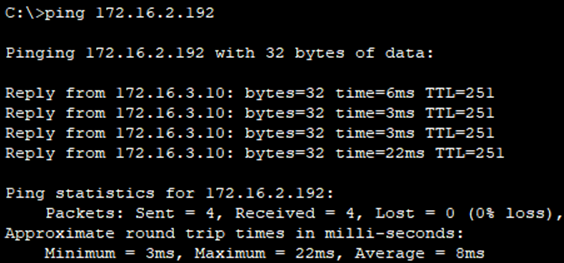 C:\>ping 172.16.2.192
Pinging 172.16.2.192 with 32 bytes of data:
Reply from 172.16.3.10: bytes=32 time=6ms TTL=251
Reply from 172.16.3.10: bytes=32 time=3ms TTL=251
Reply from 172.16.3.10: bytes=32 time=3ms TTL=251
Reply from 172.16.3.10: bytes=32 time=22ms TTL=251
Ping statistics for 172.16.2.192:
Packets: Sent = 4, Received = 4, Lost = 0 (0% loss),
Approximate round trip times in milli-seconds:
Minimum = 3ms, Maximum = 22ms, Average = 8ms